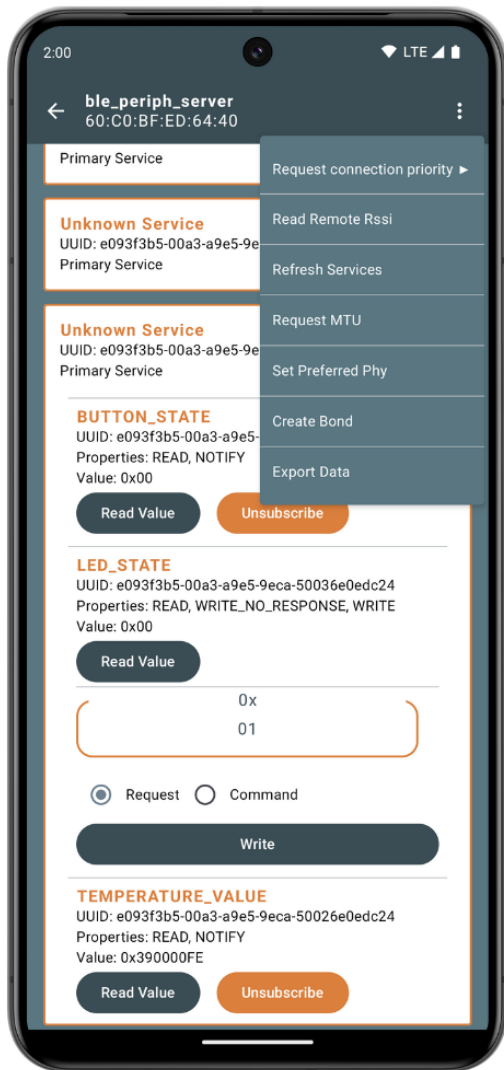 2:00
LTE
ble_periph_server
60:C0:BF:ED:64:40
Primary Service
Request connection priority ►
Read Remote Rssi
Refresh Services
Request MTU
Set Preferred Phy
Create Bond
Export Data
Unknown Service
UUID: e093f3b5-00a3-a9e5-9e
Primary Service
Unknown Service
UUID: e093f3b5-00a3-a9e5-9e
Primary Service
BUTTON_STATE
UUID: e093f3b5-00a3-a9e5-
Properties: READ, NOTIFY
Value: 0x00
Read Value
Unsubscribe
LED_STATE
UUID: e093f3b5-00a3-a9e5-9eca-50036e0edc24
Properties: READ, WRITE_NO_RESPONSE, WRITE
Value: 0x00
Read Value
0x
01
Request
Command
Write
TEMPERATURE_VALUE
UUID: e093f3b5-00a3-a9e5-9eca-50026e0edc24
Properties: READ, NOTIFY
Value: 0x390000FE
Read Value
Unsubscribe